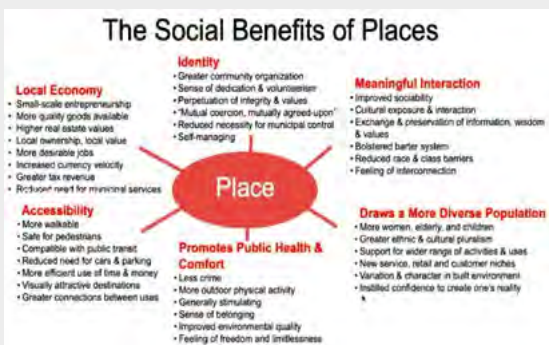 The Social Benefits of Places
Local Economy
• Small-scale entrepreneurship
• More quality goods available
• Higher real estate values
• Local ownership, local value
• More desirable jobs
• Increased currency velocity
• Greater tax revenue
• Reduced need for municipal services
Identity
• Greater community organization
• Sense of dedication & volunteerism
• Perpetuation of integrity & values
• "Mutual coercion, mutually agreed-upon"
• Reduced necessity for municipal control
• Self-managing
Meaningful Interaction
• Improved sociability
• Cultural exposure & interaction
• Exchange & preservation of information, wisdom
& values
• Bolstered barter system
• Reduced race & class barriers
• Feeling of interconnection
Place
Accessibility
• More walkable
• Safe for pedestrians
• Compatible with public transit
• Reduced need for cars & parking
• More efficient use of time & money
• Visually attractive destinations
• Greater connections between uses
Promotes Public Health &
Comfort
• Less crime
• More outdoor physical activity
• Generally stimulating
• Sense of belonging
• Improved environmental quality
• Feeling of freedom and limitlessness
Draws a More Diverse Population
• More women, elderly, and children
• Greater ethnic & cultural pluralism
• Support for wider range of activities & uses
• New service, retail and customer niches
• Variation & character in built environment
• Instilled confidence to create one's reality